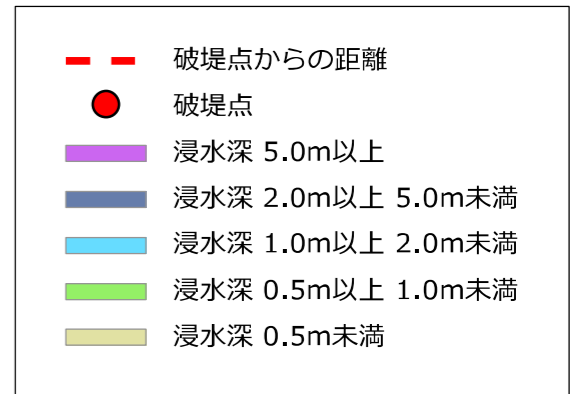 破堤点からの距離
破堤点
浸水深 5.0m以上
浸水深 2.0m以上 5.0m未満
浸水深 1.0m以上 2.0m未満
浸水深 0.5m以上 1.0m未満
浸水深 0.5m未満